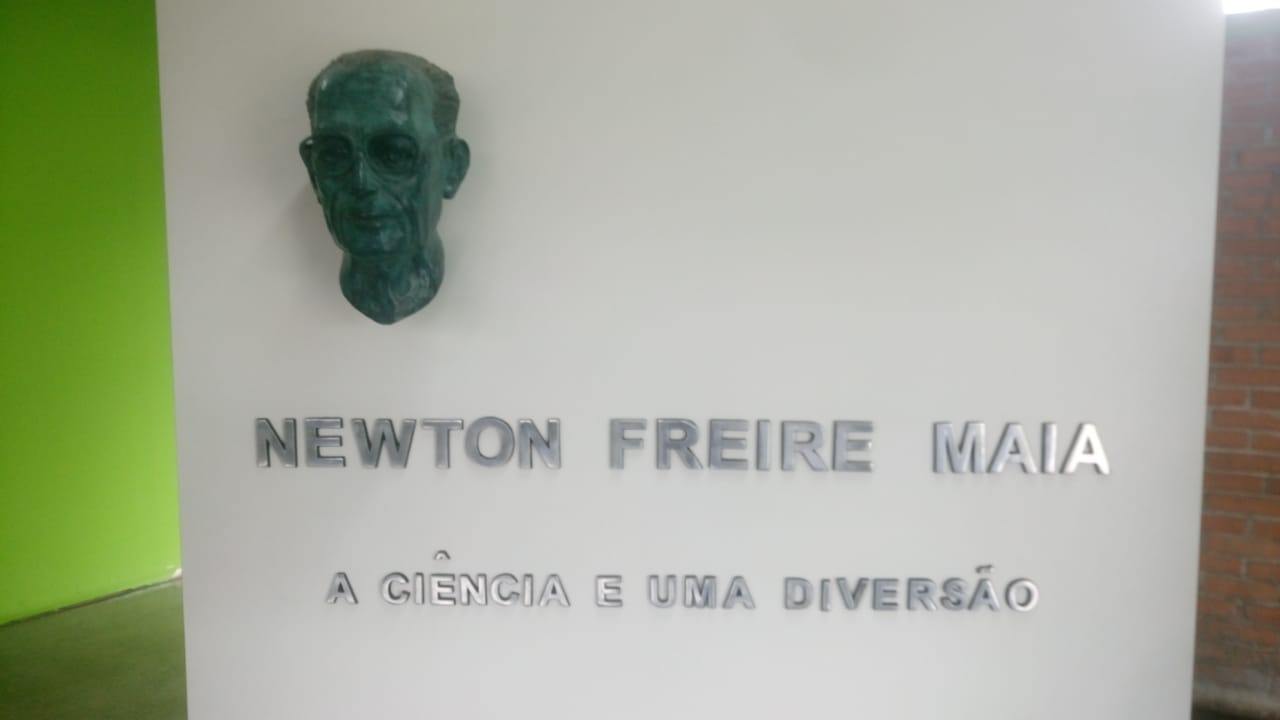 NEWTON FREIRE MAIA
A CIÊNCIA E UMA DIVERSÃO